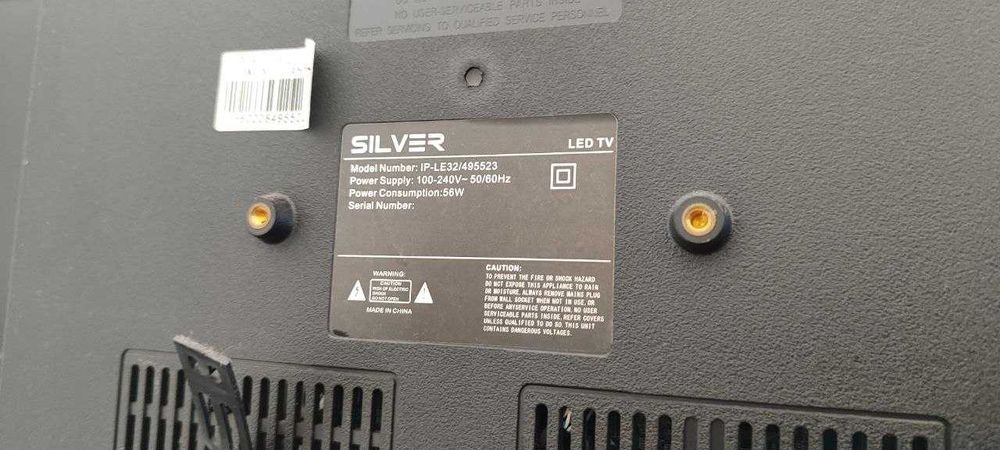 NO USER-SERVICEABLE PARTS INSIDE
REFER SERVICING TO QUALIFIED SERVICE PERSONNEL
SILVER
LED TV
Model Number: IP-LE32/495523
Power Supply: 100-240V~ 50/60Hz
Power Consumption:56W
Serial Number:
WARNING:
CAUTION
RISK OF ELECTRIC
SHOCK
DO NOT OPEN
MADE IN CHINA
CAUTION:
TO PREVENT THE FIRE OR SHOCK HAZARD
DO NOT EXPOSE THIS APPLIANCE TO RAIN
OR MOISTURE. ALWAYS REMOVE MAINS PLUG
FROM WALL SOCKET WHEN NOT IN USE, OR
BEFORE ANYSERVICE OPERATION. NO USER
SERVICEABLE PARTS INSIDE. REFER COVERS
UNLESS QUALIFIED TO DO SO. THIS UNIT
CONTAINS DANGEROUS VOLTAGES.